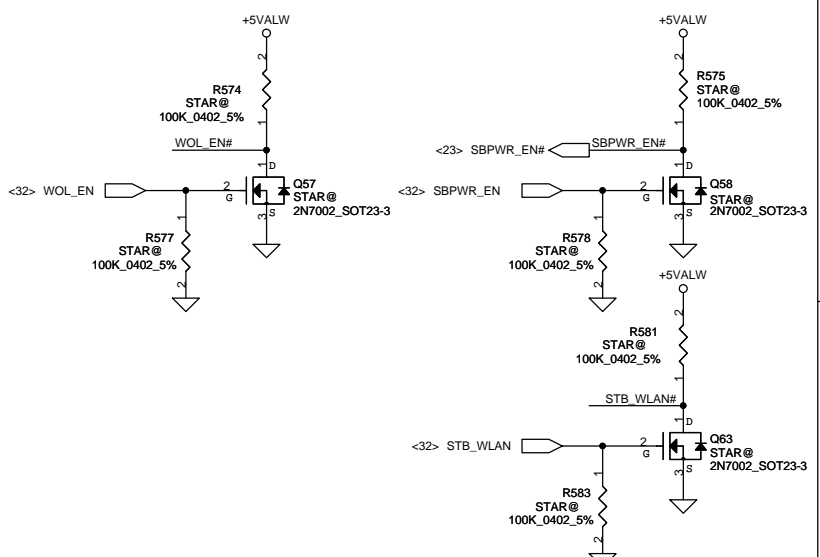 +5VALW
2
R574
STAR@
100K_0402_5%
1
WOL_EN#
1 D
<32> WOL_EN
2
G
Q57
STAR@
2N7002_SOT23-3
3 S
1
R577
STAR@
100K_0402_5%
2
+5VALW
2
R575
STAR@
100K_0402_5%
1
<23> SBPWR_EN#
SBPWR_EN#
1 D
<32> SBPWR_EN
2
G
Q58
STAR@
2N7002_SOT23-3
3 S
1
R578
STAR@
100K_0402_5%
2
+5VALW
2
R581
STAR@
100K_0402_5%
1
STB_WLAN#
1 D
<32> STB_WLAN
2
G
Q63
STAR@
2N7002_SOT23-3
3 S
1
R583
STAR@
100K_0402_5%
2